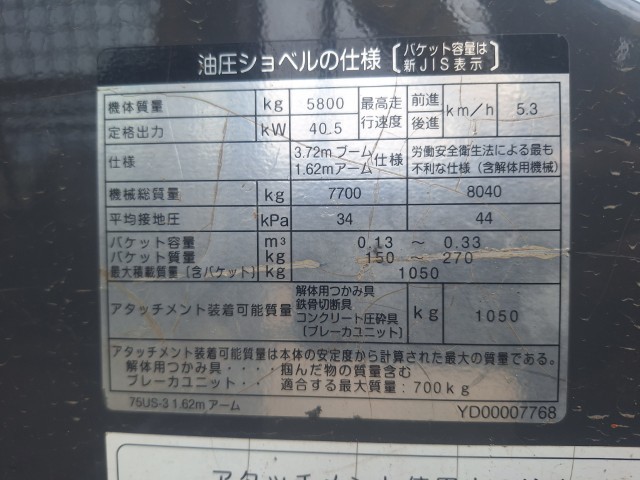 油圧ショベルの仕様〔バケット容量は新JIS表示〕
機体質量 kg 5800 最高走行速度 前進 後進 km/h 5.3
定格出力 kW 40.5
仕様 3.72mブーム 1.62mアーム 仕様 労働安全衛生法による最も不利な仕様(含解体用機械)
機械総質量 kg 7700 8040
平均接地圧 kPa 34 44
バケット容量 m³ 0.13 ～ 0.33
バケット質量 kg 150 ～ 270
最大積載質量(含バケット) kg 1050
アタッチメント装着可能質量 解体用つかみ具 鉄骨切断具 コンクリート圧砕具 〔ブレーカユニット〕 kg 1050
アタッチメント装着可能質量は本体の安定度から計算された最大の質量である。
解体用つかみ具・・・・掴んだ物の質量含む
ブレーカユニット・・・・適合する最大質量:700kg
75US-3 1.62mアーム YD00007768